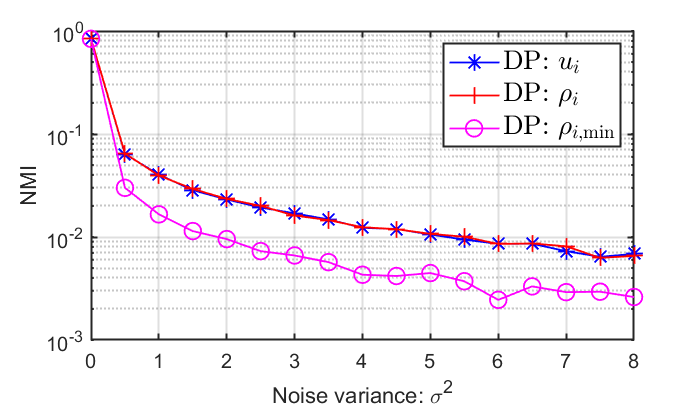 10^0
10^-1
10^-2
10^-3
NMI
DP: u_i
DP: ρ_i
DP: ρ_i,min
0 1 2 3 4 5 6 7 8
Noise variance: σ^2